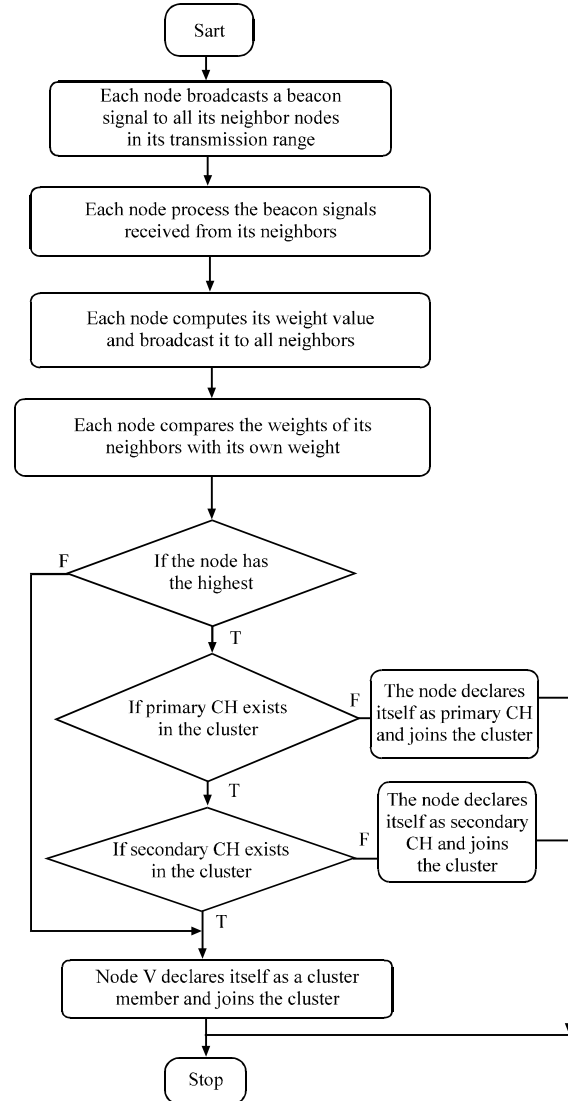 Sart
Each node broadcasts a beacon
signal to all its neighbor nodes
in its transmission range
Each node process the beacon signals
received from its neighbors
Each node computes its weight value
and broadcast it to all neighbors
Each node compares the weights of its
neighbors with its own weight
F
If the node has
the highest
T
If primary CH exists
in the cluster
F
The node declares
itself as primary CH
and joins the cluster
T
If secondary CH exists
in the cluster
F
The node declares
itself as secondary
CH and joins
the cluster
T
Node V declares itself as a cluster
member and joins the cluster
Stop